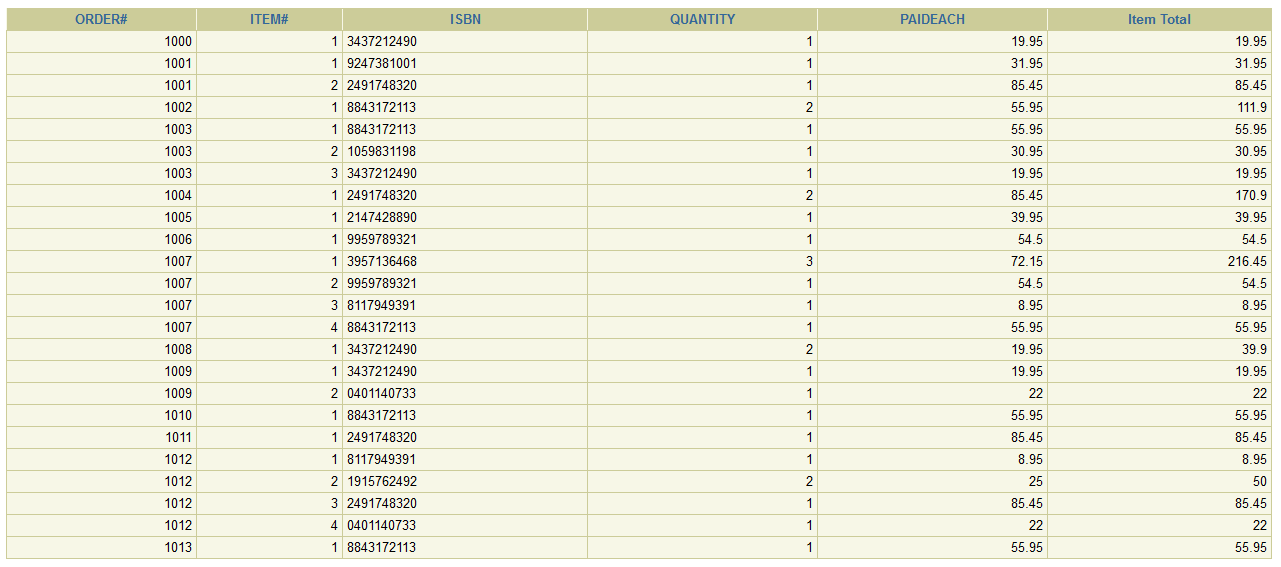 ORDER# ITEM# ISBN QUANTITY PAIDEACH Item Total
1000 1 3437212490 1 19.95 19.95
1001 1 9247381001 1 31.95 31.95
1001 2 2491748320 1 85.45 85.45
1002 1 8843172113 2 55.95 111.9
1003 1 8843172113 1 55.95 55.95
1003 2 1059831198 1 30.95 30.95
1003 3 3437212490 1 19.95 19.95
1004 1 2491748320 2 85.45 170.9
1005 1 2147428890 1 39.95 39.95
1006 1 9959789321 1 54.5 54.5
1007 1 3957136468 3 72.15 216.45
1007 2 9959789321 1 54.5 54.5
1007 3 8117949391 1 8.95 8.95
1007 4 8843172113 1 55.95 55.95
1008 1 3437212490 2 19.95 39.9
1009 1 3437212490 1 19.95 19.95
1009 2 0401140733 1 22 22
1010 1 8843172113 1 55.95 55.95
1011 1 2491748320 1 85.45 85.45
1012 1 8117949391 1 8.95 8.95
1012 2 1915762492 2 25 50
1012 3 2491748320 1 85.45 85.45
1012 4 0401140733 1 22 22
1013 1 8843172113 1 55.95 55.95